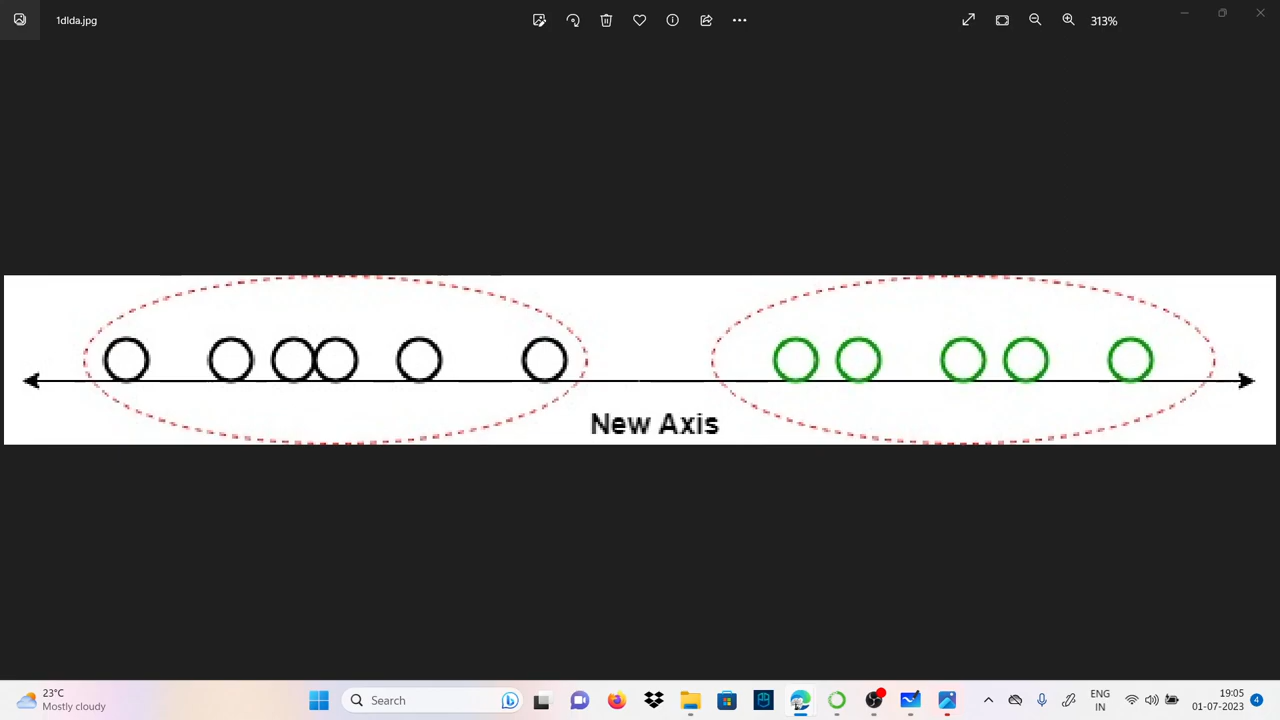 1dlda.jpg
313%
New Axis
23°C
Mostly cloudy
Search
ENG
IN
19:05
01-07-2023
4